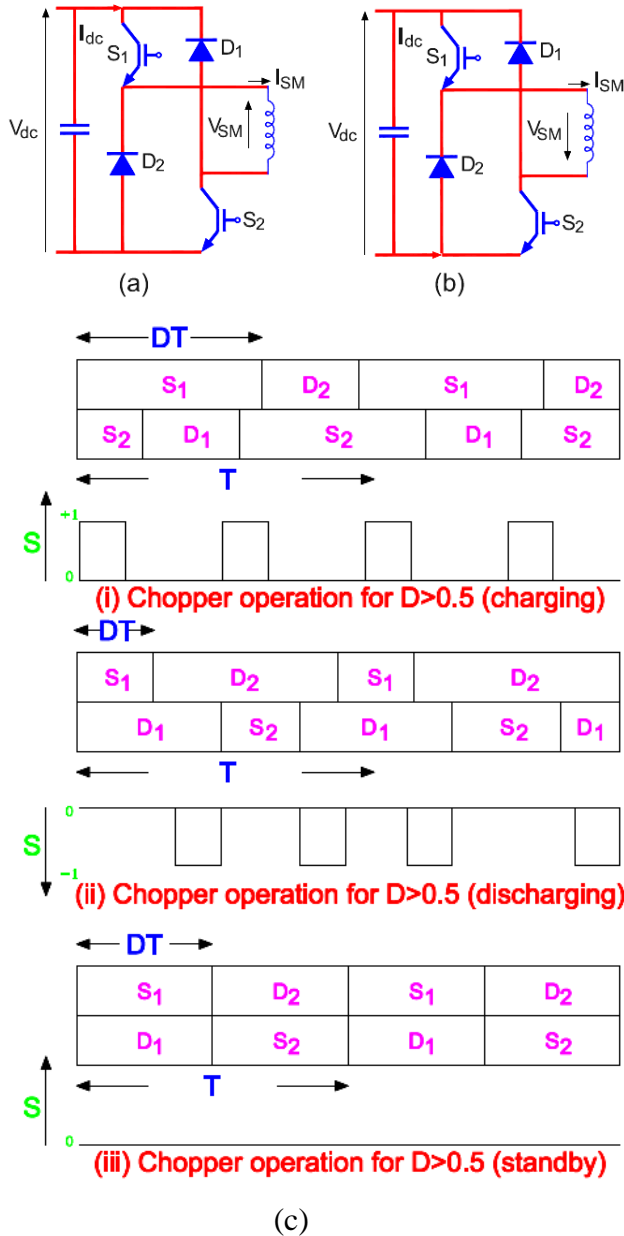 I_dc S_1 D_1 I_SM
V_dc V_SM
D_2 S_2
(a)
I_dc S_1 D_1 I_SM
V_dc V_SM
D_2 S_2
(b)
DT
S_1 D_2 S_1 D_2
S_2 D_1 S_2 D_1 S_2
T
S +1
0
(i) Chopper operation for D>0.5 (charging)
DT
S_1 D_2 S_1 D_2
D_1 S_2 D_1 S_2 D_1
T
S 0
-1
(ii) Chopper operation for D>0.5 (discharging)
DT
S_1 D_2 S_1 D_2
D_1 S_2 D_1 S_2
T
S
0
(iii) Chopper operation for D>0.5 (standby)
(c)